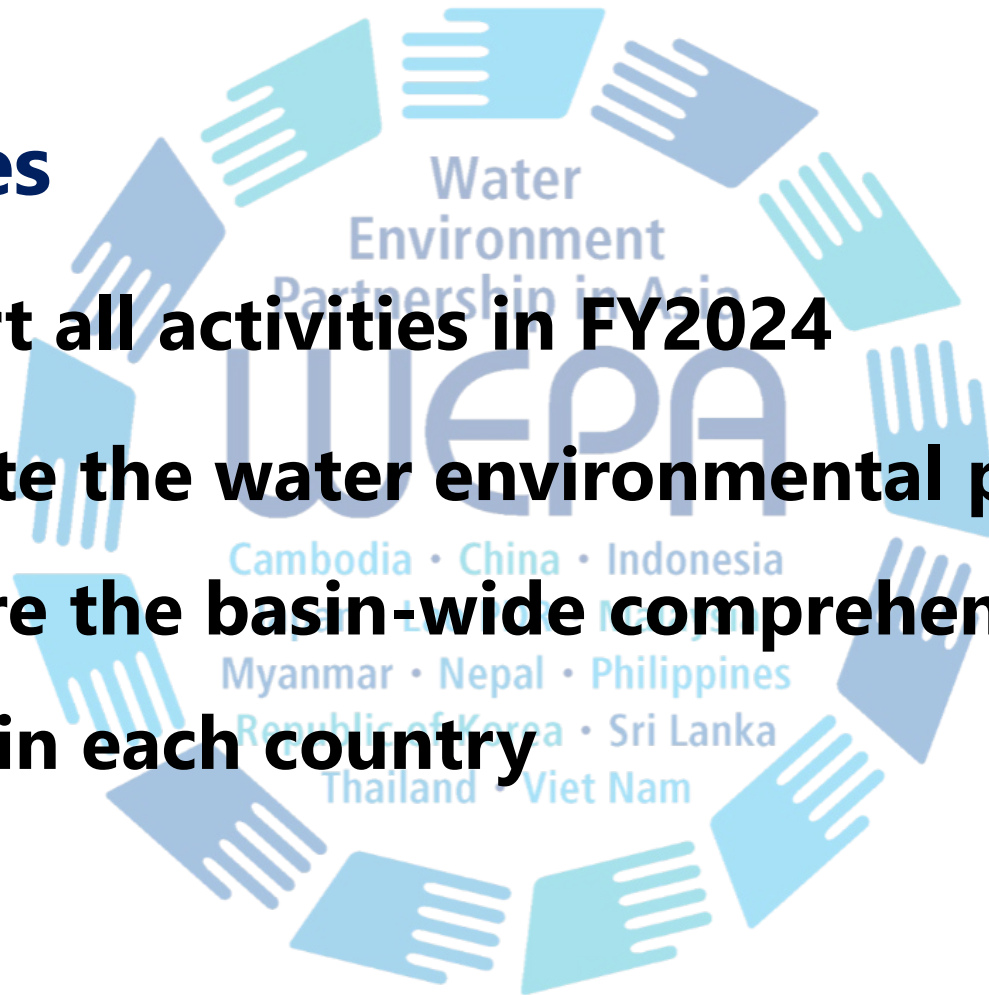 es
Water
Environment
Partnership in Asia
rt all activities in FY2024
WEPA
te the water environmental p
Cambodia • China • Indonesia
re the basin-wide comprehen
Myanmar • Nepal • Philippines
Republic of Korea • Sri Lanka
in each country
Thailand • Viet Nam